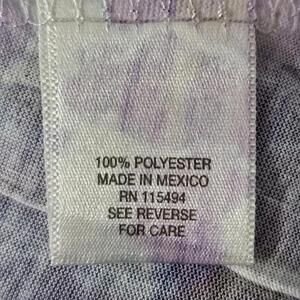 100% POLYESTER
MADE IN MEXICO
RN 115494
SEE REVERSE
FOR CARE